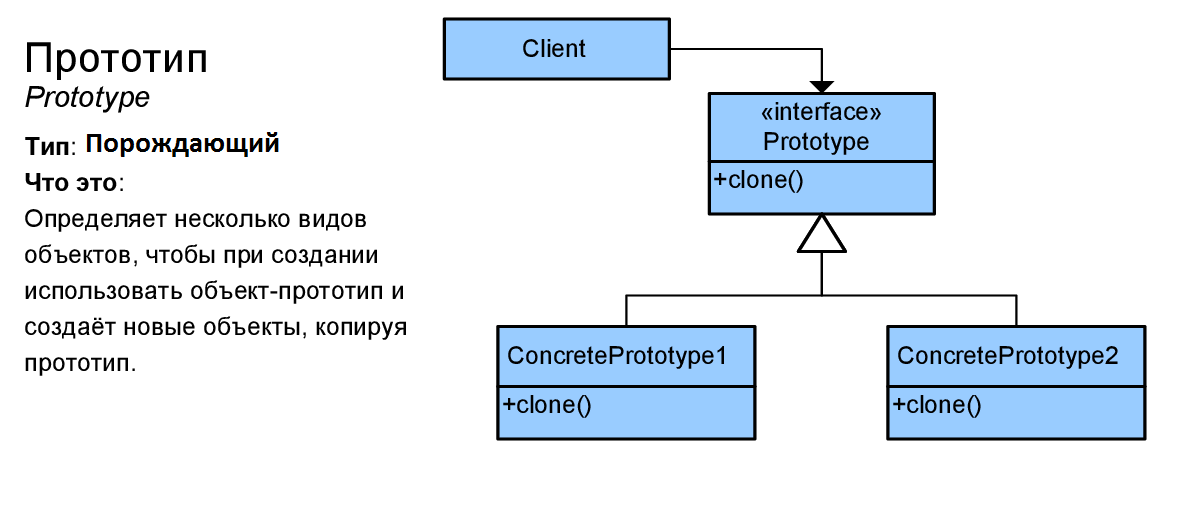 Прототип
Prototype
Тип: Порождающий
Что это:
Определяет несколько видов
объектов, чтобы при создании
использовать объект-прототип и
создаёт новые объекты, копируя
прототип.
Client
«interface»
Prototype
+clone()
ConcretePrototype1
+clone()
ConcretePrototype2
+clone()